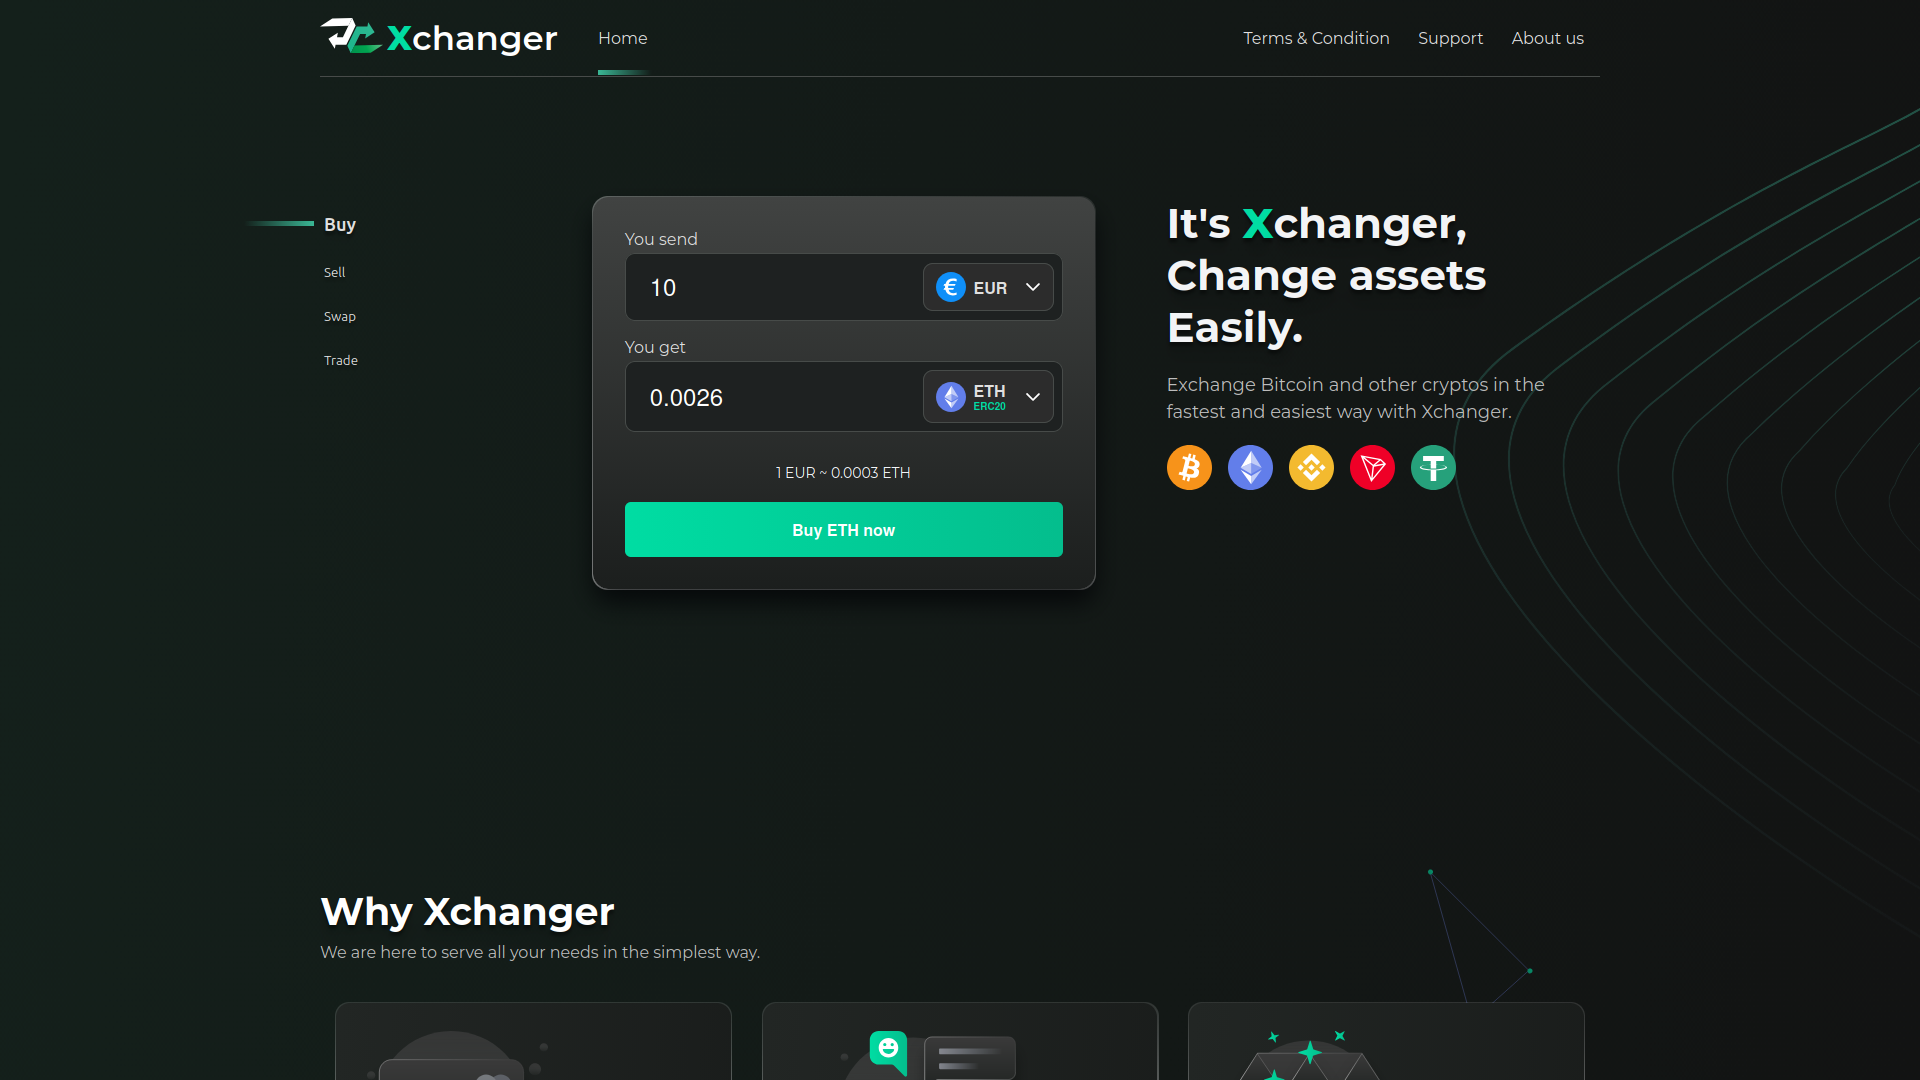 Xchanger
Home
Terms & Condition
Support
About us
Buy
Sell
Swap
Trade
You send
10
EUR
You get
0.0026
ETH
ERC20
1 EUR ~ 0.0003 ETH
Buy ETH now
It's Xchanger,
Change assets
Easily.
Exchange Bitcoin and other cryptos in the
fastest and easiest way with Xchanger.
Why Xchanger
We are here to serve all your needs in the simplest way.